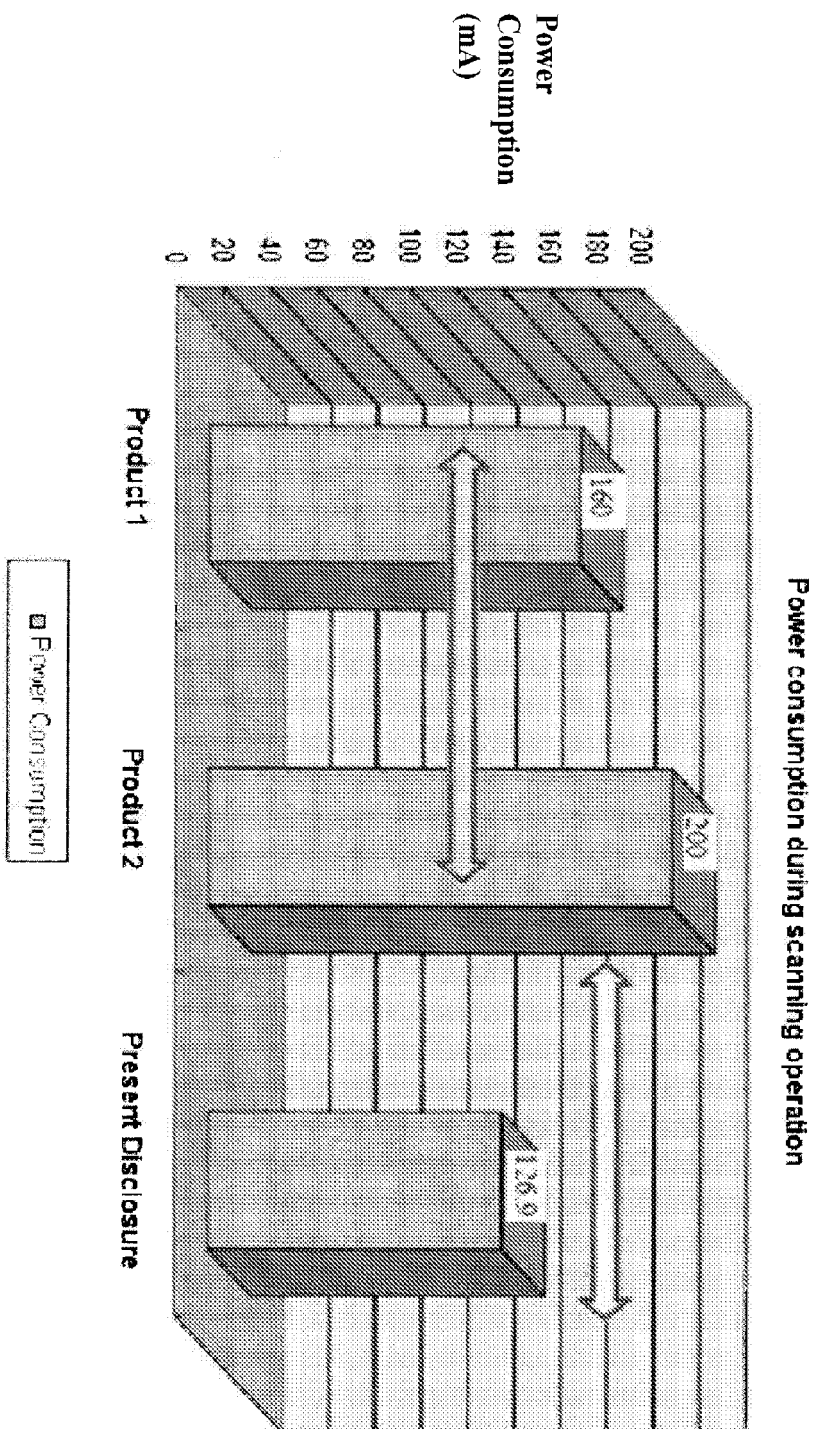 Power consumption during scanning operation
Power
Consumption
(mA)
200
180
160
140
120
100
80
60
40
20
0
160
200
126.9
Product 1
Product 2
Present Disclosure
Power Consumption